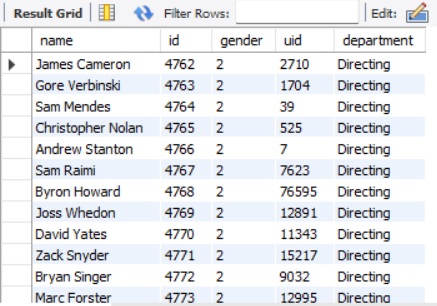 Result Grid Filter Rows: Edit:
name id gender uid department
James Cameron 4762 2 2710 Directing
Gore Verbinski 4763 2 1704 Directing
Sam Mendes 4764 2 39 Directing
Christopher Nolan 4765 2 525 Directing
Andrew Stanton 4766 2 7 Directing
Sam Raimi 4767 2 7623 Directing
Byron Howard 4768 2 76595 Directing
Joss Whedon 4769 2 12891 Directing
David Yates 4770 2 11343 Directing
Zack Snyder 4771 2 15217 Directing
Bryan Singer 4772 2 9032 Directing
Marc Forster 4773 2 12995 Directing